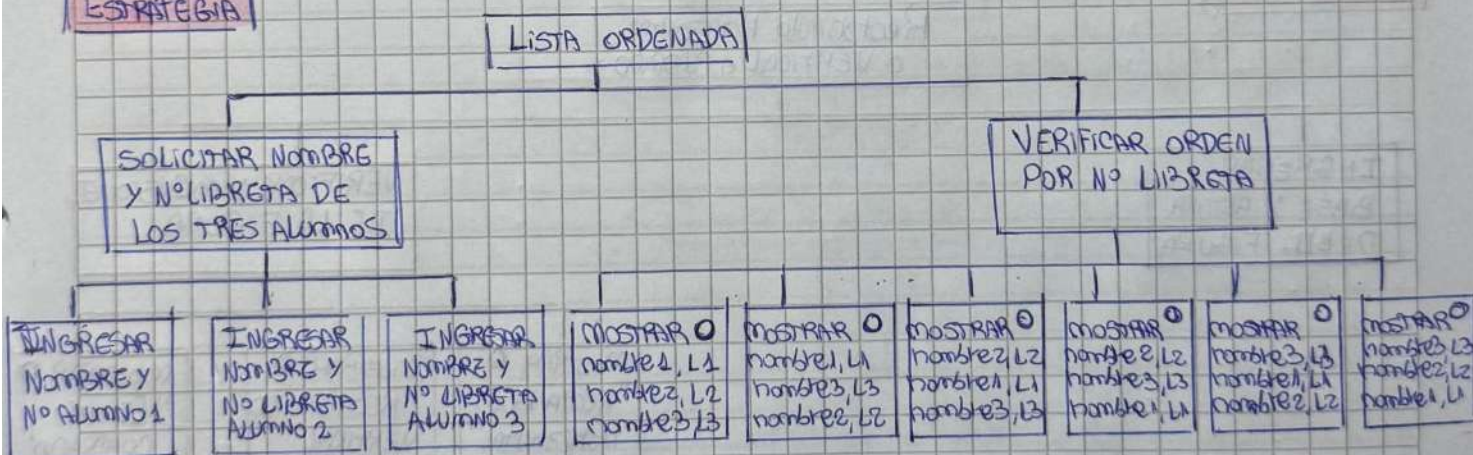 ESTRATEGIA
LISTA ORDENADA
SOLICITAR NOMBRE
Y Nº LIBRETA DE
LOS TRES ALUMNOS
VERIFICAR ORDEN
POR Nº LIIBRETA
INGRESAR
NOMBRE Y
Nº ALUMNO 1
INGRESAR
NOMBRE Y
Nº LIBRETA
ALUMNO 2
INGRESAR
NOMBRE Y
Nº LIBRETA
ALUMNO 3
MOSTRAR O
nombre1, L1
nombre2, L2
nombre3, L3
MOSTRAR O
nombre1, L1
nombre3, L3
nombre2, L2
MOSTRAR O
nombre2, L2
nombre1, L1
nombre3, L3
MOSTRAR O
nombre2, L2
nombre3, L3
nombre1, L1
MOSTRAR O
nombre3, L3
nombre1, L1
nombre2, L2
MOSTRAR O
nombre3, L3
nombre2, L2
nombre1, L1